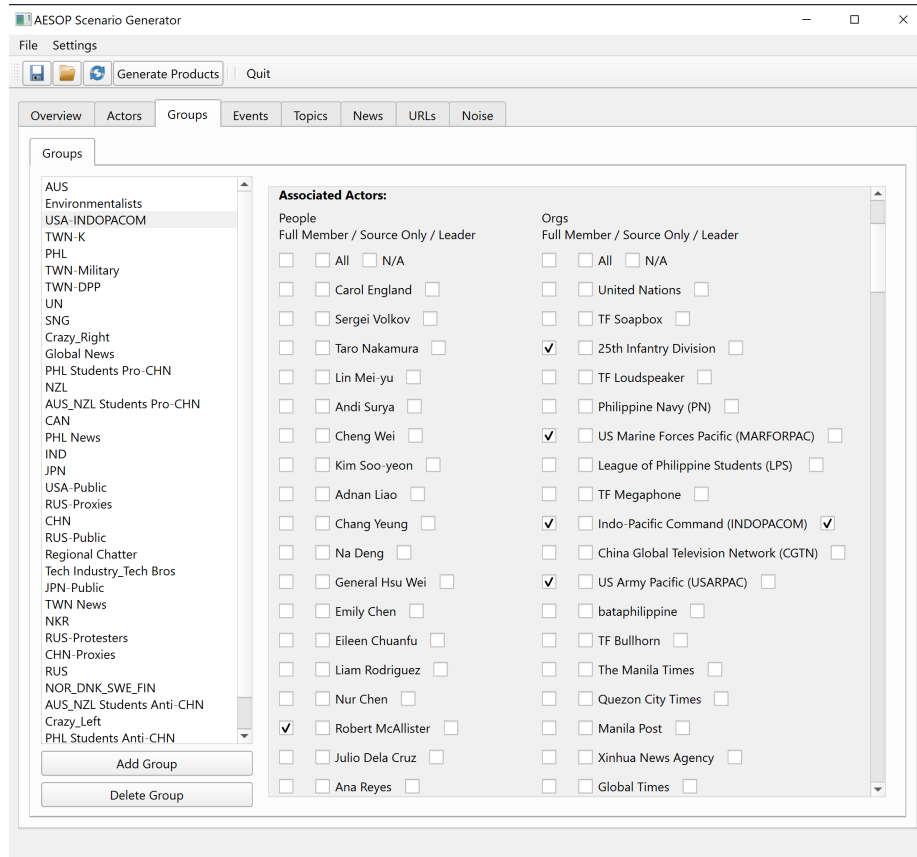 AESOP Scenario Generator
File Settings
Generate Products Quit
Overview Actors Groups Events Topics News URLs Noise
Groups
AUS
Environmentalists
USA-INDOPACOM
TWN-K
PHL
TWN-Military
TWN-DPP
UN
SNG
Crazy_Right
Global News
PHL Students Pro-CHN
NZL
AUS_NZL Students Pro-CHN
CAN
PHL News
IND
JPN
USA-Public
RUS-Proxies
CHN
RUS-Public
Regional Chatter
Tech Industry_Tech Bros
JPN-Public
TWN News
NKR
RUS-Protesters
CHN-Proxies
RUS
NOR_DNK_SWE_FIN
AUS_NZL Students Anti-CHN
Crazy_Left
PHL Students Anti-CHN
Add Group
Delete Group
Associated Actors:
People
Full Member / Source Only / Leader
All N/A
Carol England
Sergei Volkov
Taro Nakamura
Lin Mei-yu
Andi Surya
Cheng Wei
Kim Soo-yeon
Adnan Liao
Chang Yeung
Na Deng
General Hsu Wei
Emily Chen
Eileen Chuanfu
Liam Rodriguez
Nur Chen
Robert McAllister
Julio Dela Cruz
Ana Reyes
Orgs
Full Member / Source Only / Leader
All N/A
United Nations
TF Soapbox
25th Infantry Division
TF Loudspeaker
Philippine Navy (PN)
US Marine Forces Pacific (MARFORPAC)
League of Philippine Students (LPS)
TF Megaphone
Indo-Pacific Command (INDOPACOM)
China Global Television Network (CGTN)
US Army Pacific (USARPAC)
bataphilippine
TF Bullhorn
The Manila Times
Quezon City Times
Manila Post
Xinhua News Agency
Global Times